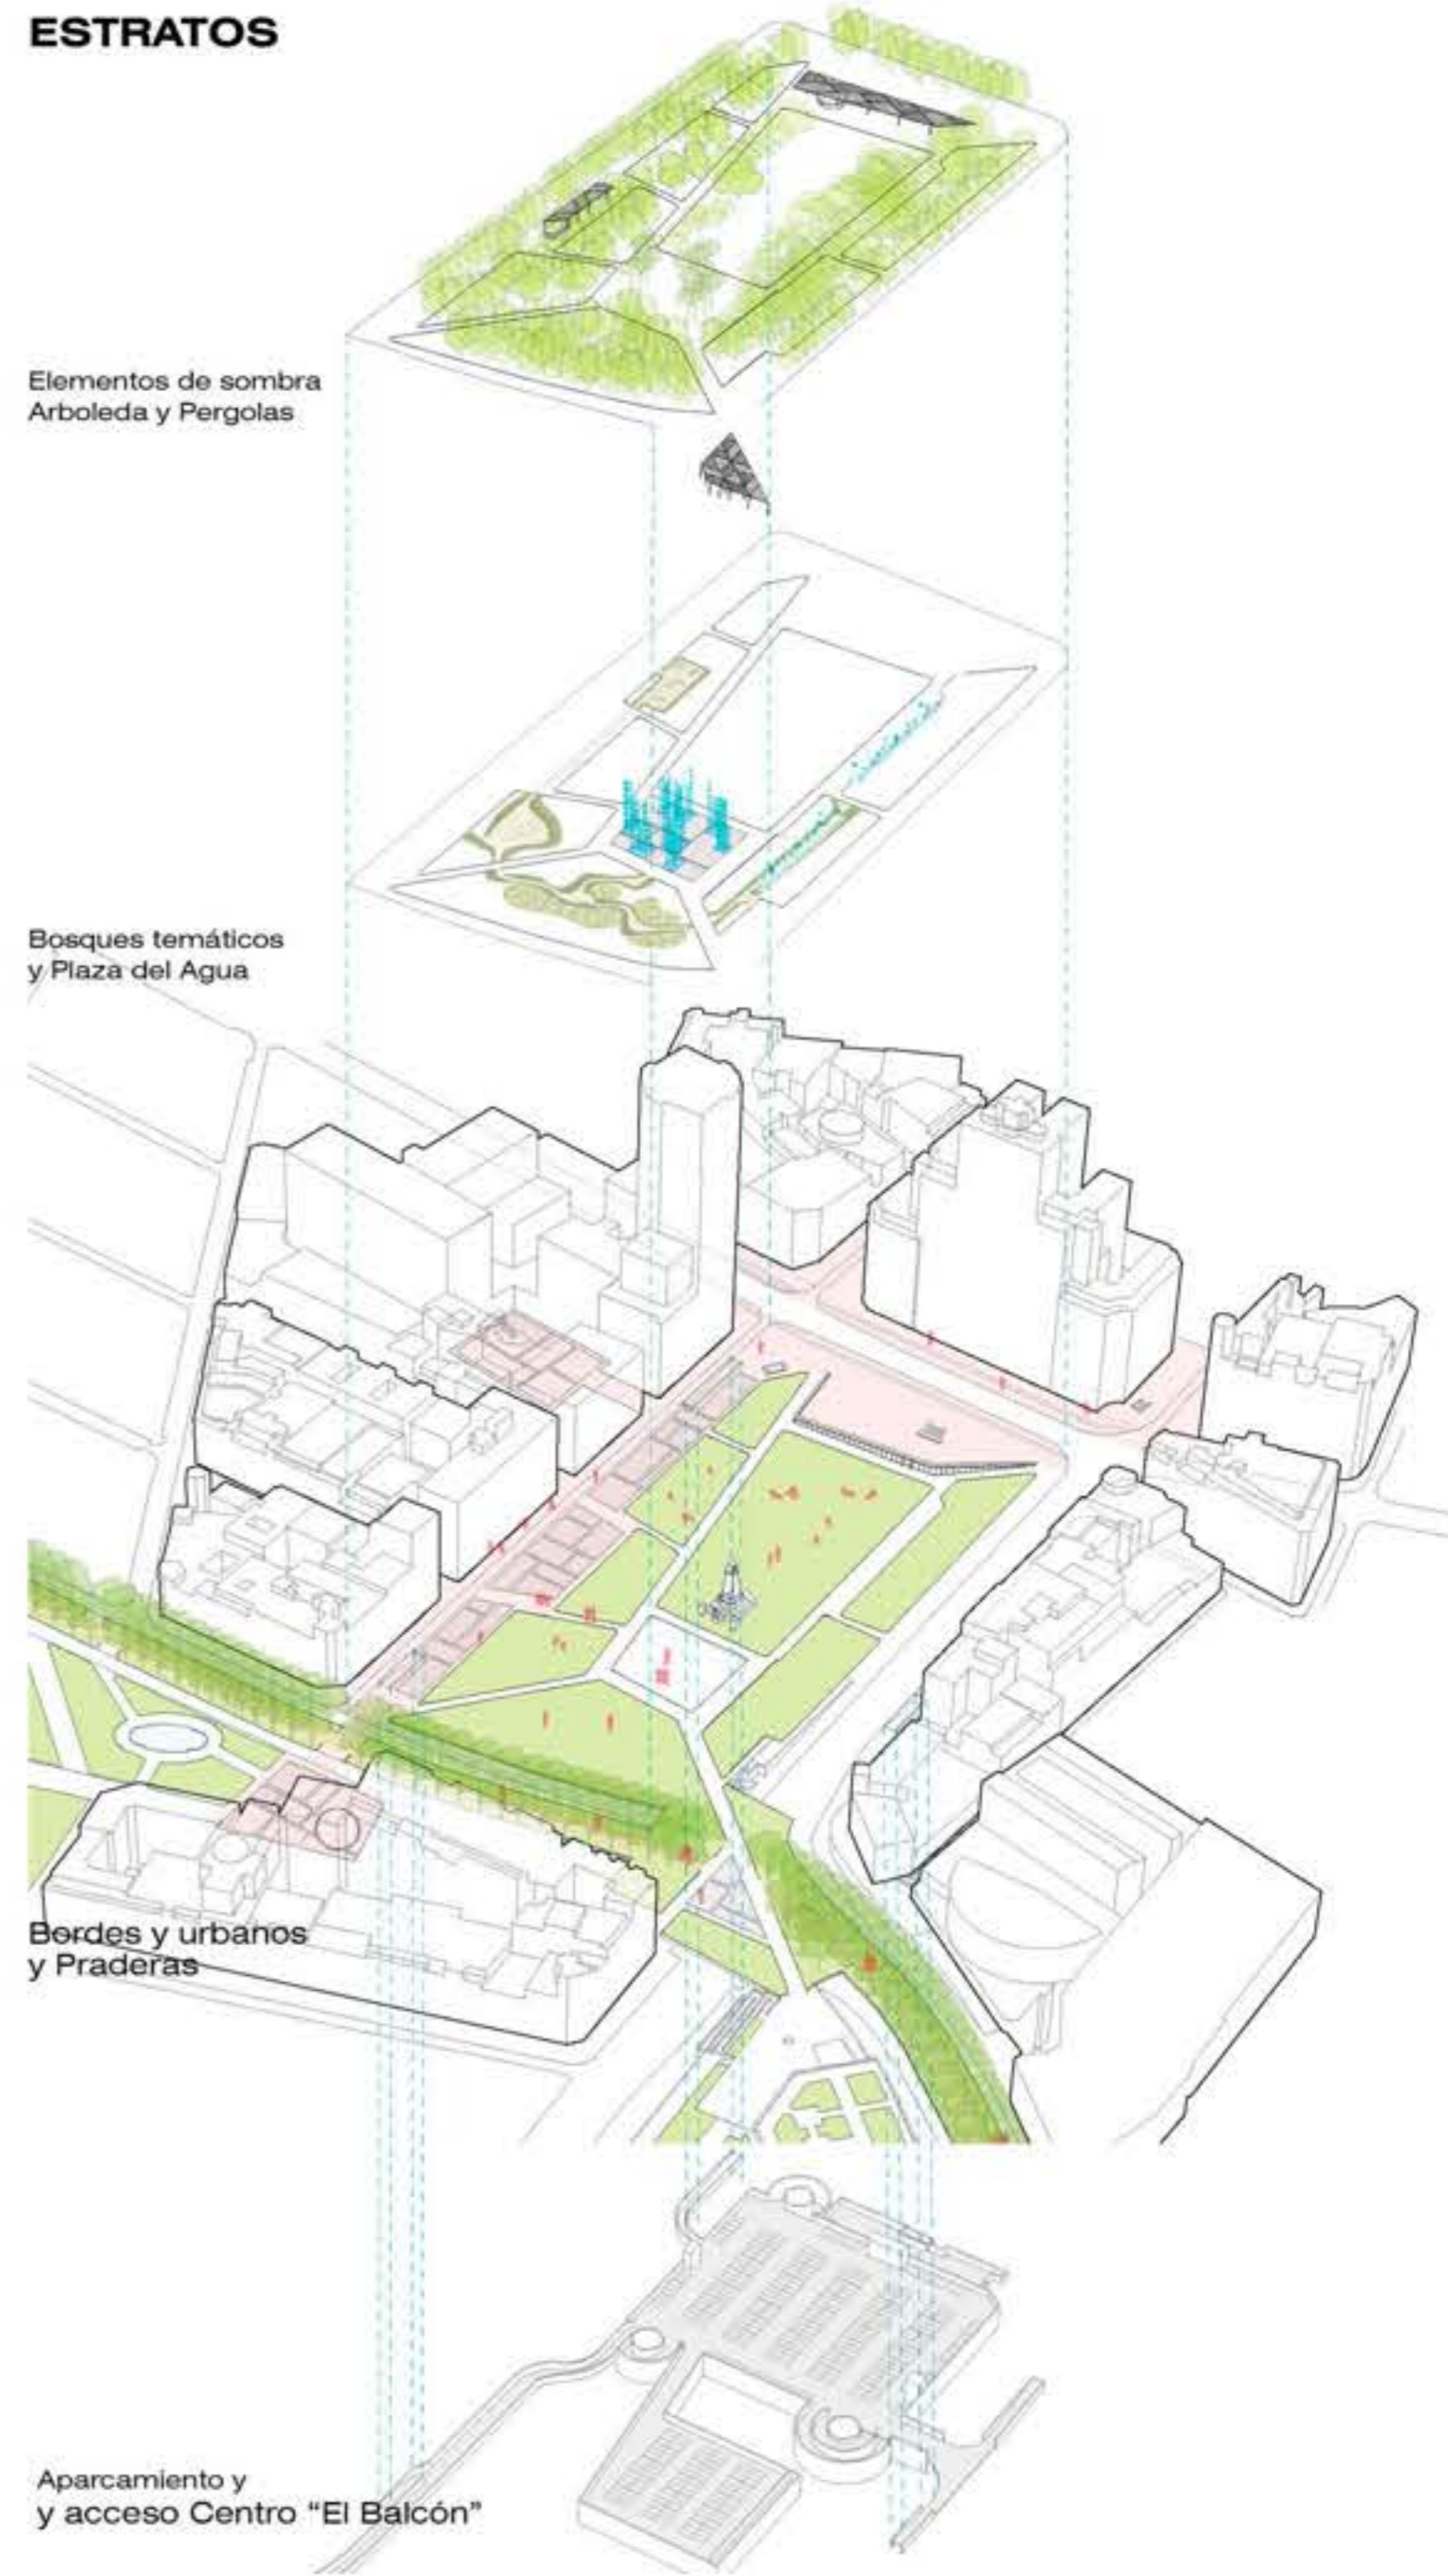 ESTRATOS
Elementos de sombra
Arboleda y Pergolas
Bosques temáticos
y Plaza del Agua
Bordes y urbanos
y Praderas
Aparcamiento y
y acceso Centro “El Balcón”